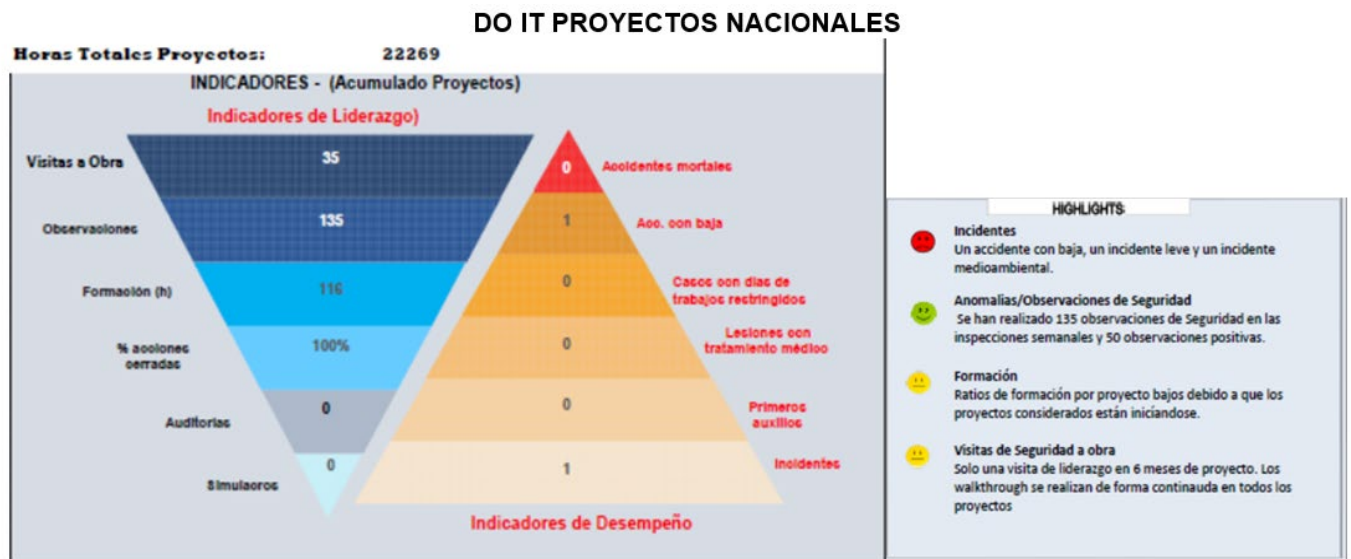 DO IT PROYECTOS NACIONALES
Horas Totales Proyectos: 22269
INDICADORES - (Acumulado Proyectos)
Indicadores de Liderazgo)
Visitas a Obra 35
Observaciones 135
Formación (h) 116
% acciones
cerradas
100%
Auditorias 0
Simulacros 0
0 Accidentes mortales
1 Acc. con baja
0 Casos con dias de
trabajos restringidos
0 Lesiones con
tratamiento médico
0 Primeros
auxilios
1 Incidentes
Indicadores de Desempeño
HIGHLIGHTS:
Incidentes
Un accidente con baja, un incidente leve y un incidente
medioambiental.
Anomalias/Observaciones de Seguridad
Se han realizado 135 observaciones de Seguridad en las
inspecciones semanales y 50 observaciones positivas.
Formación
Ratios de formación por proyecto bajos debido a que los
proyectos considerados están iniciándose.
Visitas de Seguridad a obra
Solo una visita de liderazgo en 6 meses de proyecto. Los
walkthrough se realizan de forma continauda en todos los
proyectos